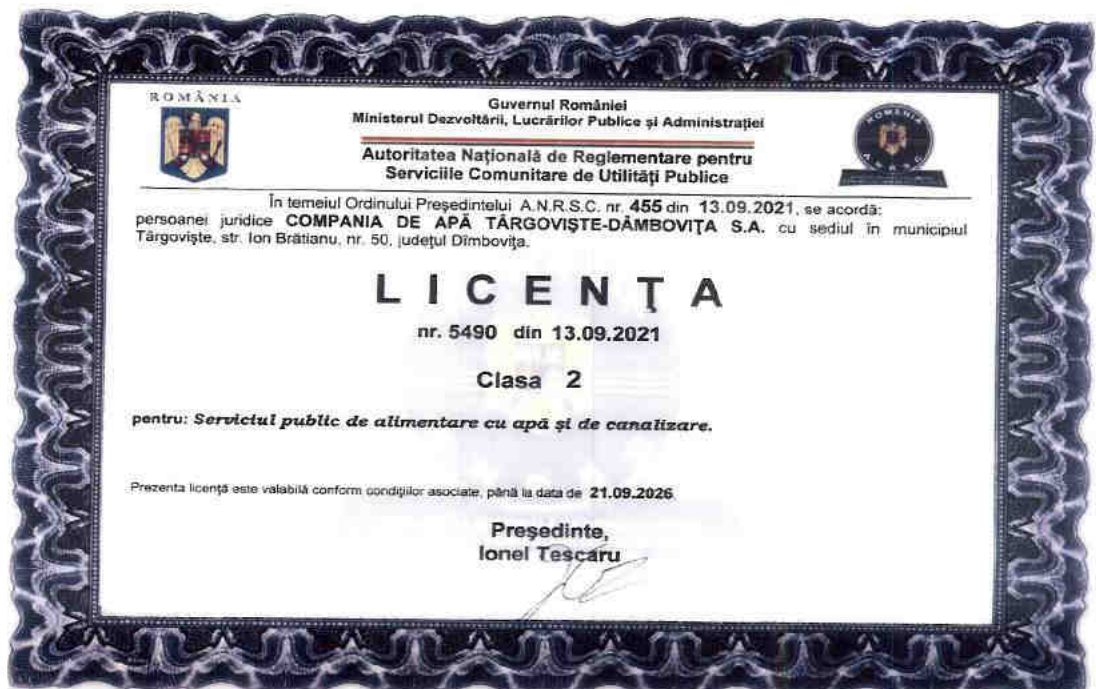 ROMÂNIA
Guvernul României
Ministerul Dezvoltării, Lucrărilor Publice și Administrației
Autoritatea Națională de Reglementare pentru
Serviciile Comunitare de Utilități Publice
ROMÂNIA
A.N.R.S.C.
În temeiul Ordinului Președintelui A.N.R.S.C. nr. 455 din 13.09.2021, se acordă:
persoanei juridice COMPANIA DE APĂ TÂRGOVIŞTE-DÂMBOVIŢA S.A. cu sediul în municipiul
Târgoviște, str. Ion Brătianu, nr. 50, județul Dîmbovița.
LICENŢA
nr. 5490 din 13.09.2021
Clasa 2
pentru: Serviciul public de alimentare cu apă și de canalizare.
Prezenta licență este valabilă conform condițiilor asociate, până la data de 21.09.2026
Președinte,
Ionel Tescaru